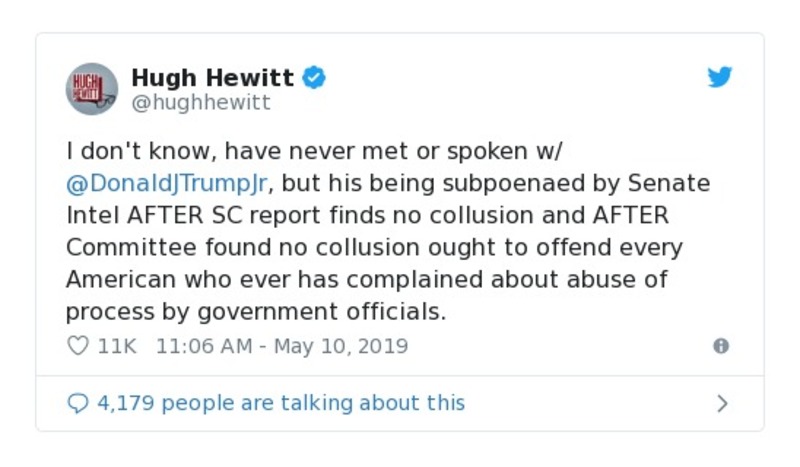 Hugh Hewitt
@hughhewitt
I don't know, have never met or spoken w/
@DonaldJTrumpJr, but his being subpoenaed by Senate
Intel AFTER SC report finds no collusion and AFTER
Committee found no collusion ought to offend every
American who ever has complained about abuse of
process by government officials.
11K 11:06 AM - May 10, 2019
4,179 people are talking about this